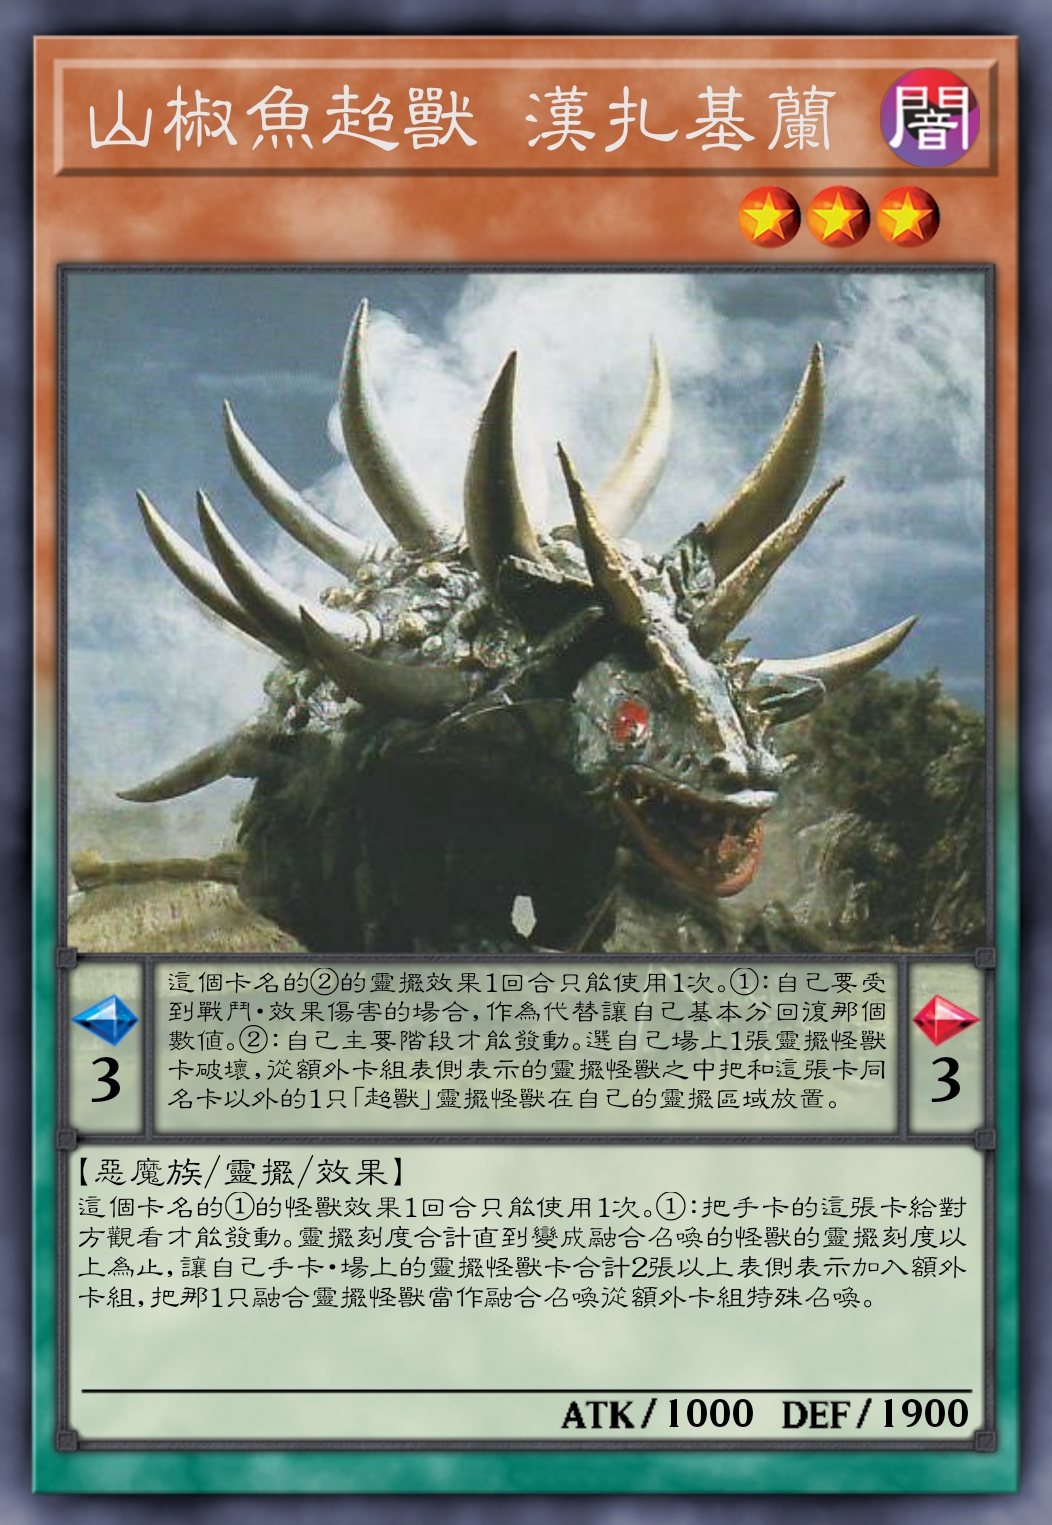 山椒魚超獸 漢扎基蘭
闇
這個卡名的②的靈擺效果1回合只能使用1次。①:自己要受
到戰鬥·效果傷害的場合,作為代替讓自己基本分回復那個
數值。②:自己主要階段才能發動。選自己場上1張靈擺怪獸
卡破壞,從額外卡組表側表示的靈擺怪獸之中把和這張卡同
名卡以外的1只「超獸」靈擺怪獸在自己的靈擺區域放置。
3
3
【惡魔族/靈擺/效果】
這個卡名的①的怪獸效果1回合只能使用1次。①:把手卡的這張卡給對
方觀看才能發動。靈擺刻度合計直到變成融合召喚的怪獸的靈擺刻度以
上為止,讓自己手卡·場上的靈擺怪獸卡合計2張以上表側表示加入額外
卡組,把那1只融合靈擺怪獸當作融合召喚從額外卡組特殊召喚。
ATK/1000 DEF/1900